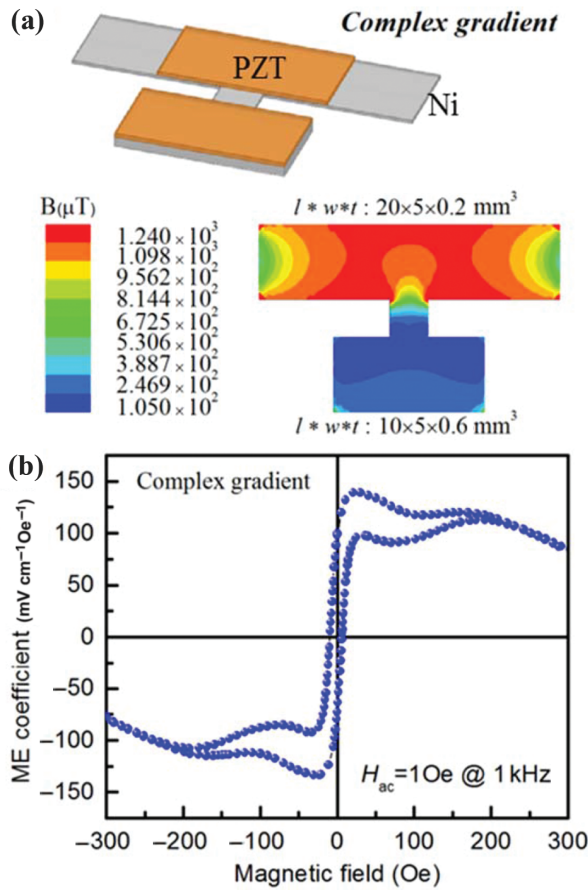 (a)
Complex gradient
PZT
Ni
B(μT)
l * w*t : 20×5×0.2 mm³
1.240 × 10³
1.098 × 10³
9.562 × 10²
8.144 × 10²
6.725 × 10²
5.306 × 10²
3.887 × 10²
2.469 × 10²
1.050 × 10²
l * w*t : 10×5×0.6 mm³
(b)
Complex gradient
ME coefficient (mV cm⁻¹Oe⁻¹)
150
100
50
0
−50
−100
−150
Hac=1Oe @ 1kHz
−300
−200
−100
0
100
200
300
Magnetic field (Oe)